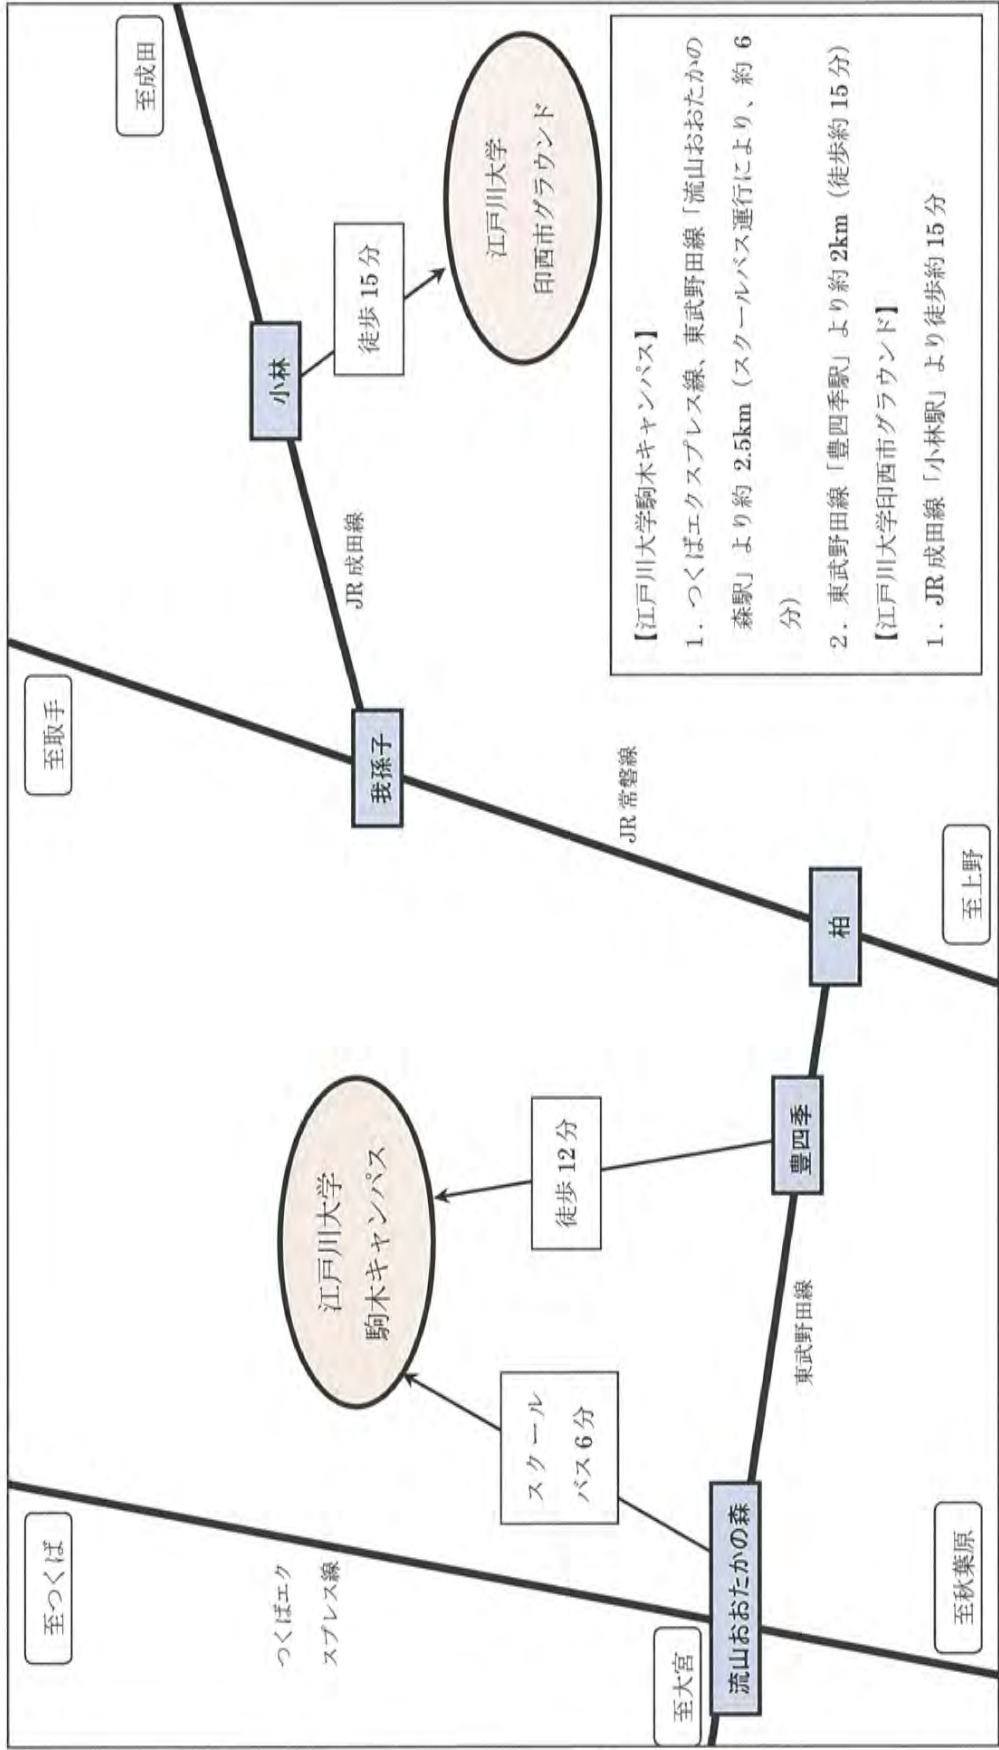 至つくば
つくばエク
スプレス線
至大宮
流山おおたかの森
至秋葉原
スクール
バス6分
江戸川大学
駒木キャンパス
徒歩12分
東武野田線
豊四季
柏
至上野
JR常磐線
至取手
我孫子
JR成田線
小林
至成田
徒歩15分
江戸川大学
印西市グラウンド
【江戸川大学駒木キャンパス】
1．つくばエクスプレス線、東武野田線「流山おおたかの
森駅」より約 2.5km（スクールバス運行により、約 6
分）
2．東武野田線「豊四季駅」より約 2km（徒歩約 15 分）
【江戸川大学印西市グラウンド】
1．JR成田線「小林駅」より徒歩約 15 分